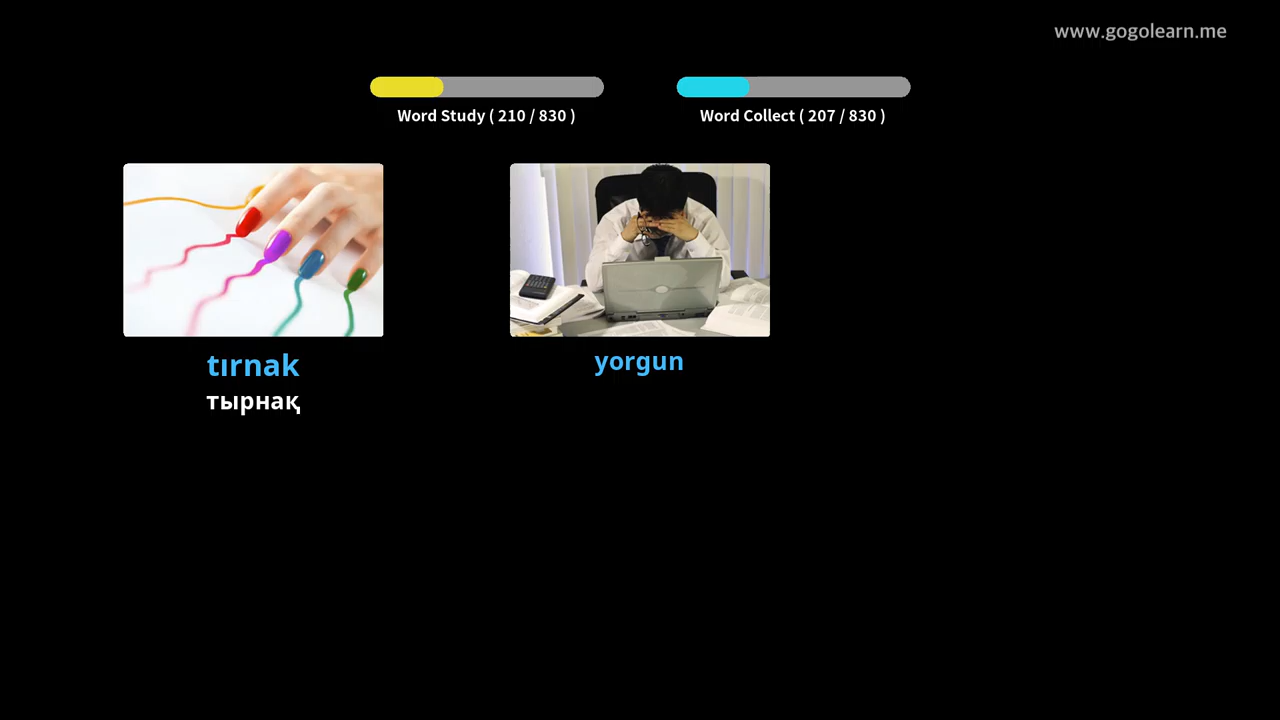 www.gogolearn.me
Word Study ( 210 / 830 )
Word Collect ( 207 / 830 )
tırnak
тырнақ
yorgun